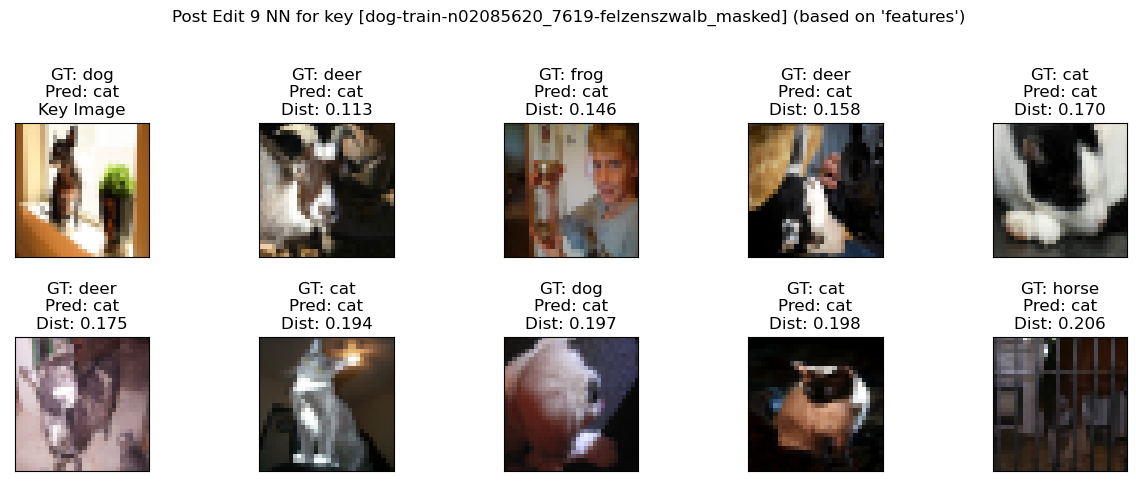 Post Edit 9 NN for key [dog-train-n02085620_7619-felzenszwalb_masked] (based on 'features')
GT: dog
Pred: cat
Key Image
GT: deer
Pred: cat
Dist: 0.113
GT: frog
Pred: cat
Dist: 0.146
GT: deer
Pred: cat
Dist: 0.158
GT: cat
Pred: cat
Dist: 0.170
GT: deer
Pred: cat
Dist: 0.175
GT: cat
Pred: cat
Dist: 0.194
GT: dog
Pred: cat
Dist: 0.197
GT: cat
Pred: cat
Dist: 0.198
GT: horse
Pred: cat
Dist: 0.206